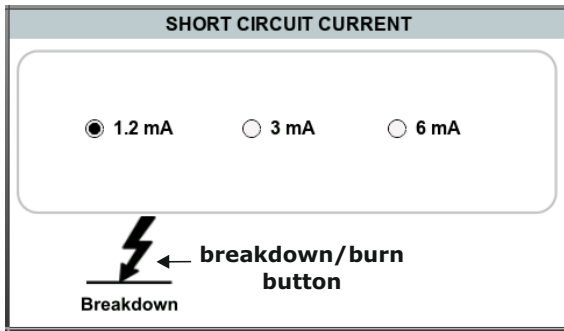 SHORT CIRCUIT CURRENT
1.2 mA 3 mA 6 mA
breakdown/burn
button
Breakdown